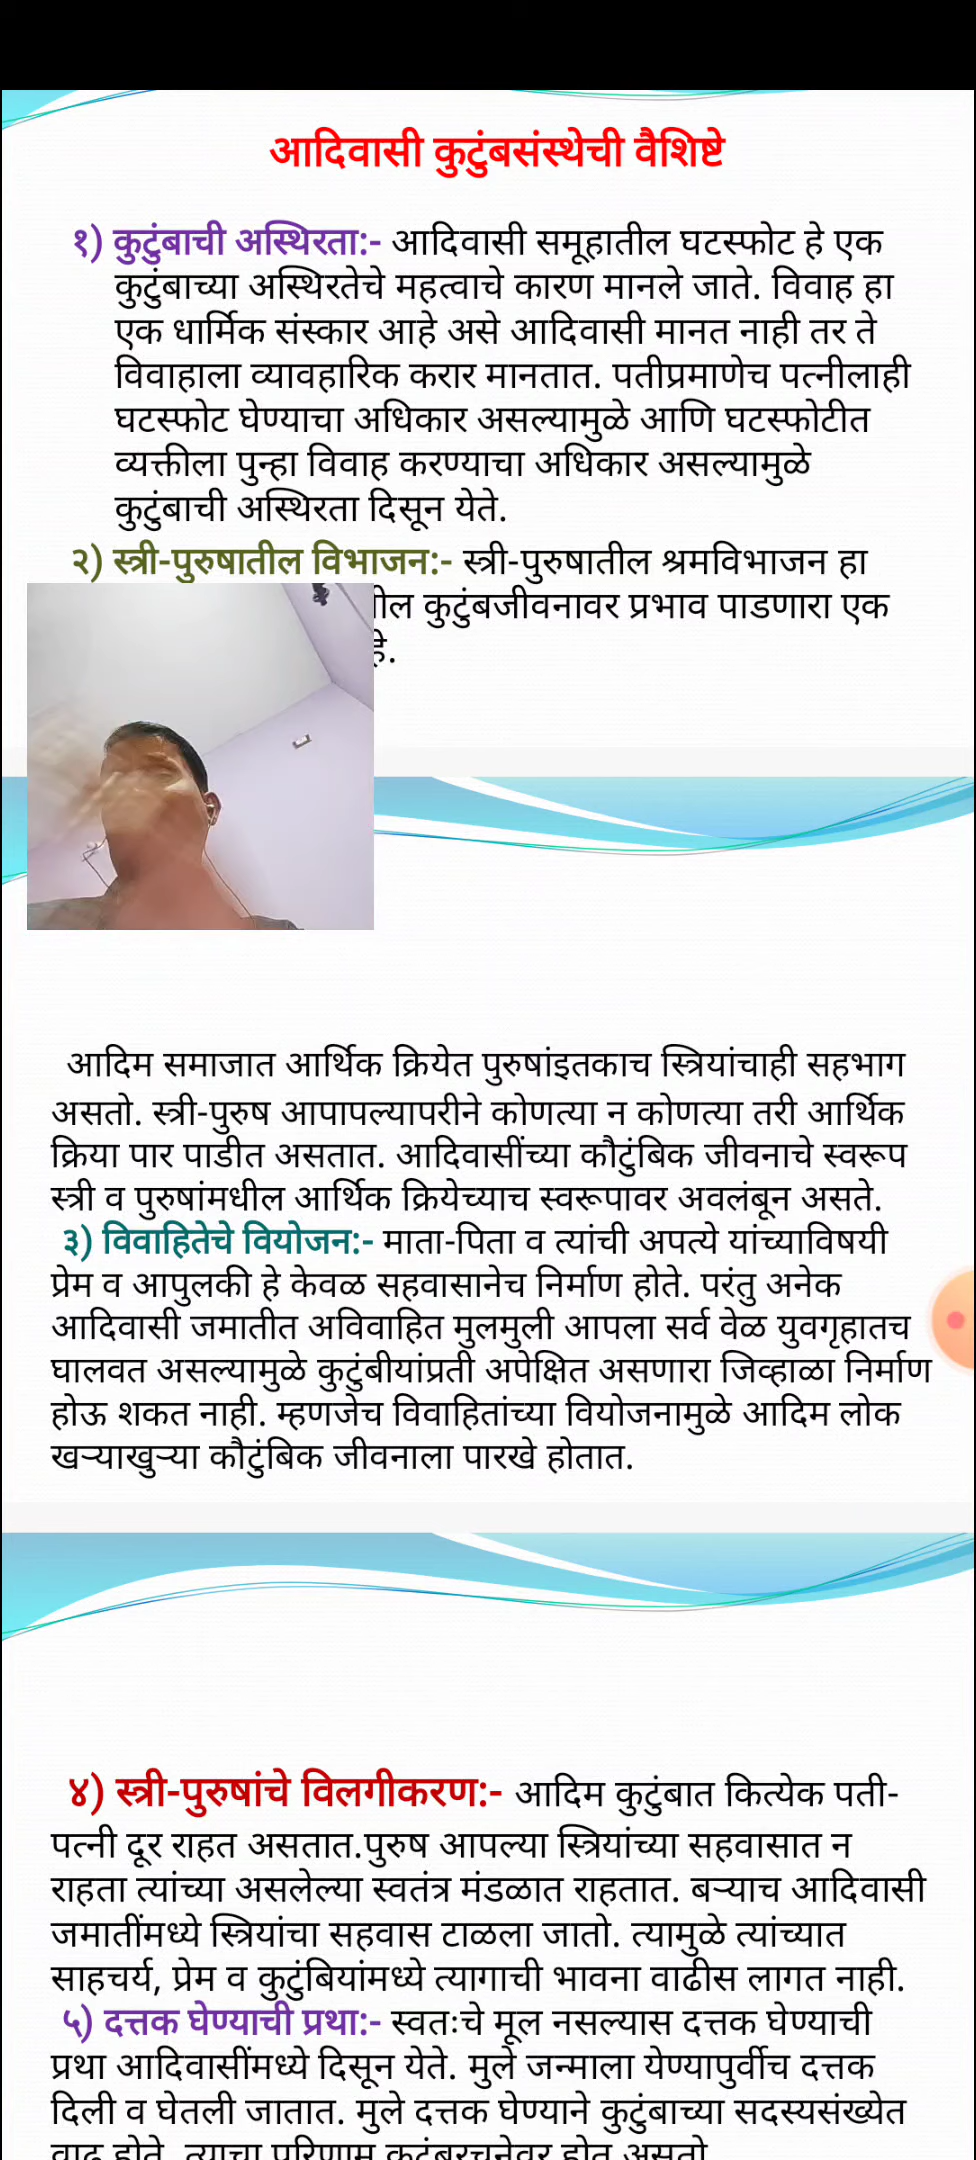 आदिवासी कुटुंबसंस्थेची वैशिष्टे
१) कुटुंबाची अस्थिरता:- आदिवासी समूहातील घटस्फोट हे एक
कुटुंबाच्या अस्थिरतेचे महत्वाचे कारण मानले जाते. विवाह हा
एक धार्मिक संस्कार आहे असे आदिवासी मानत नाही तर ते
विवाहाला व्यावहारिक करार मानतात. पतीप्रमाणेच पत्नीलाही
घटस्फोट घेण्याचा अधिकार असल्यामुळे आणि घटस्फोटीत
व्यक्तीला पुन्हा विवाह करण्याचा अधिकार असल्यामुळे
कुटुंबाची अस्थिरता दिसून येते.
२) स्त्री-पुरुषातील विभाजन:- स्त्री-पुरुषातील श्रमविभाजन हा
कुटुंबजीवनावर प्रभाव पाडणारा एक
आदिम समाजात आर्थिक क्रियेत पुरुषांइतकाच स्त्रियांचाही सहभाग
असतो. स्त्री-पुरुष आपापल्यापरीने कोणत्या न कोणत्या तरी आर्थिक
क्रिया पार पाडीत असतात. आदिवासींच्या कौटुंबिक जीवनाचे स्वरूप
स्त्री व पुरुषांमधील आर्थिक क्रियेच्याच स्वरूपावर अवलंबून असते.
३) विवाहितेचे वियोजन:- माता-पिता व त्यांची अपत्ये यांच्याविषयी
प्रेम व आपुलकी हे केवळ सहवासानेच निर्माण होते. परंतु अनेक
आदिवासी जमातीत अविवाहित मुलमुली आपला सर्व वेळ युवगृहातच
घालवत असल्यामुळे कुटुंबीयांप्रती अपेक्षित असणारा जिव्हाळा निर्माण
होऊ शकत नाही. म्हणजेच विवाहितांच्या वियोजनामुळे आदिम लोक
खऱ्याखुऱ्या कौटुंबिक जीवनाला पारखे होतात.
४) स्त्री-पुरुषांचे विलगीकरण:- आदिम कुटुंबात कित्येक पती-
पत्नी दूर राहत असतात.पुरुष आपल्या स्त्रियांच्या सहवासात न
राहता त्यांच्या असलेल्या स्वतंत्र मंडळात राहतात. बऱ्याच आदिवासी
जमातींमध्ये स्त्रियांचा सहवास टाळला जातो. त्यामुळे त्यांच्यात
साहचर्य, प्रेम व कुटुंबियांमध्ये त्यागाची भावना वाढीस लागत नाही.
५) दत्तक घेण्याची प्रथा:- स्वतःचे मूल नसल्यास दत्तक घेण्याची
प्रथा आदिवासींमध्ये दिसून येते. मुले जन्माला येण्यापुर्वीच दत्तक
दिली व घेतली जातात. मुले दत्तक घेण्याने कुटुंबाच्या सदस्यसंख्येत
वाढ होते. त्याचा परिणाम कुटुंबरचनेवर होत असतो.